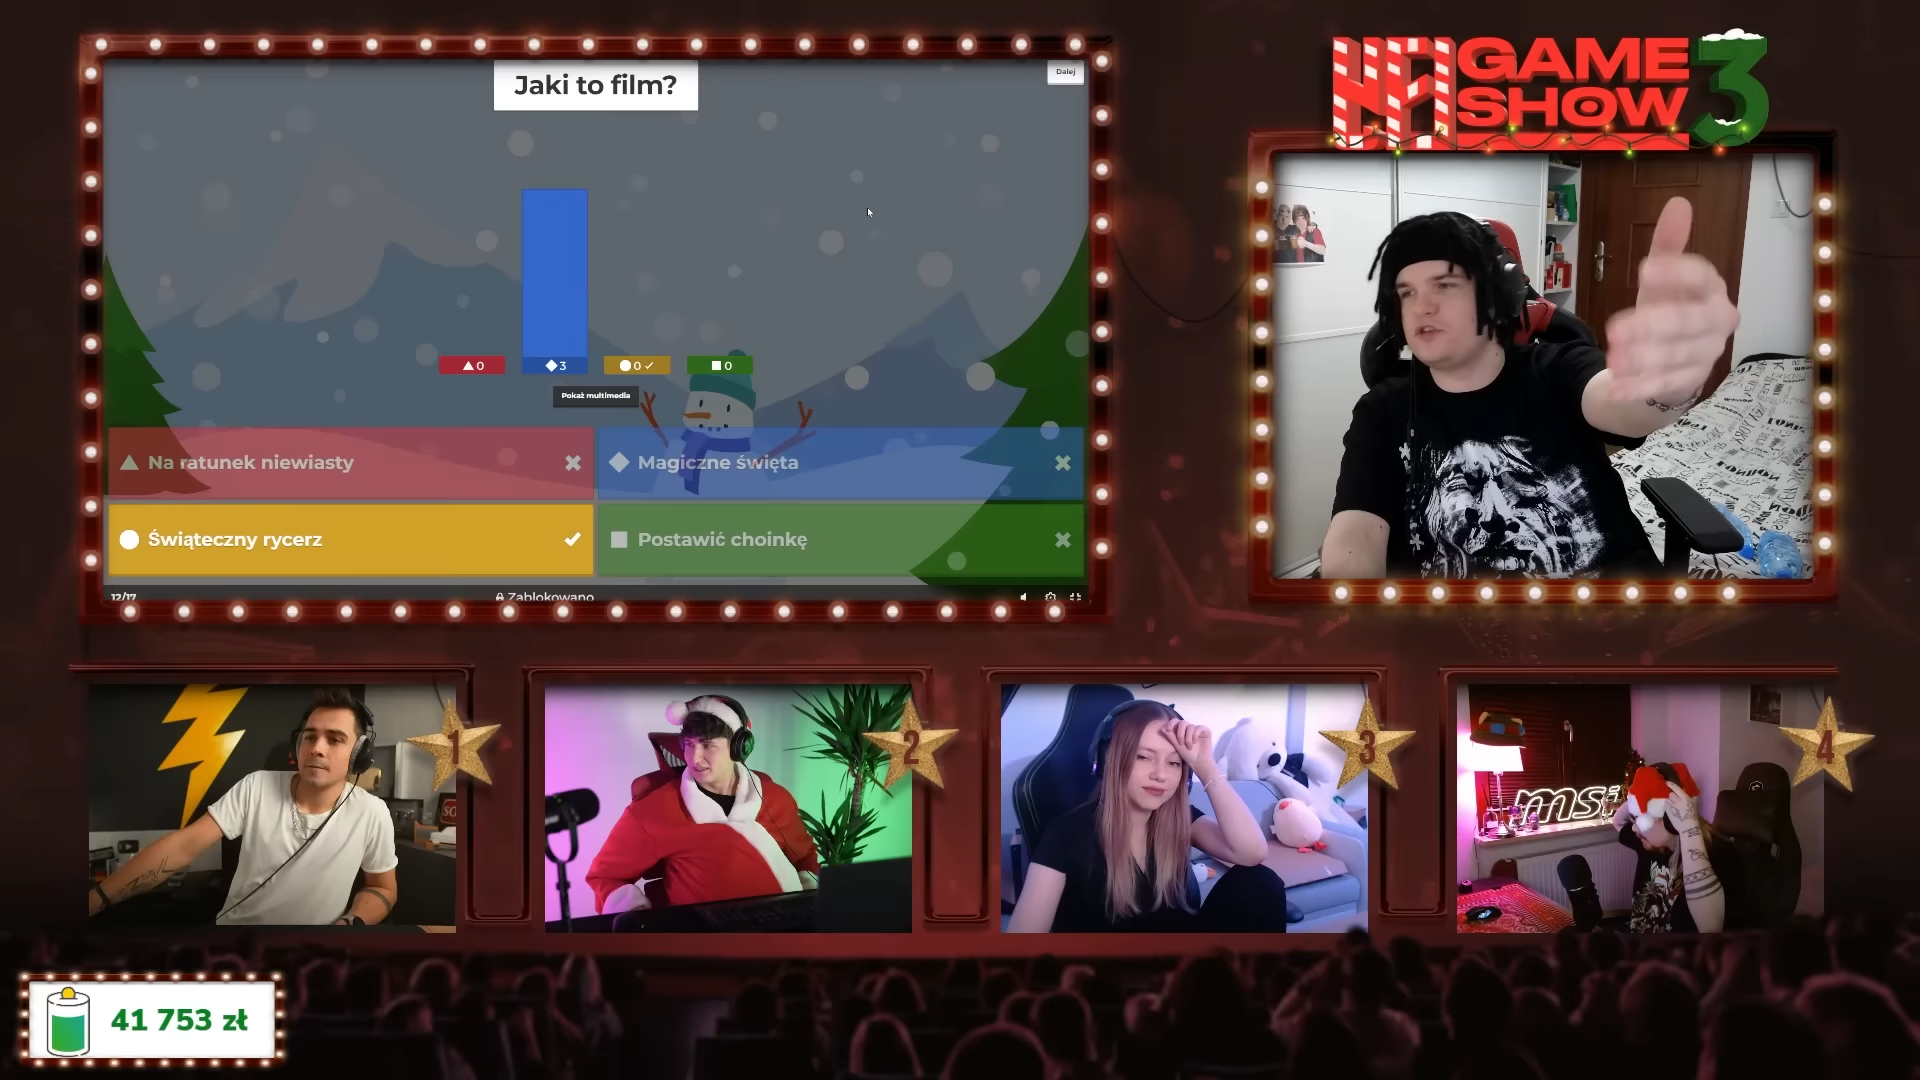 Jaki to film?
Dalej
GAME
SHOW
3
0
3
0
0
Pokaż multimedia
Na ratunek niewiasty
Magiczne święta
Świąteczny rycerz
Postawić choinkę
12/17
Zablokowano
1
2
3
4
msi
41 753 zł